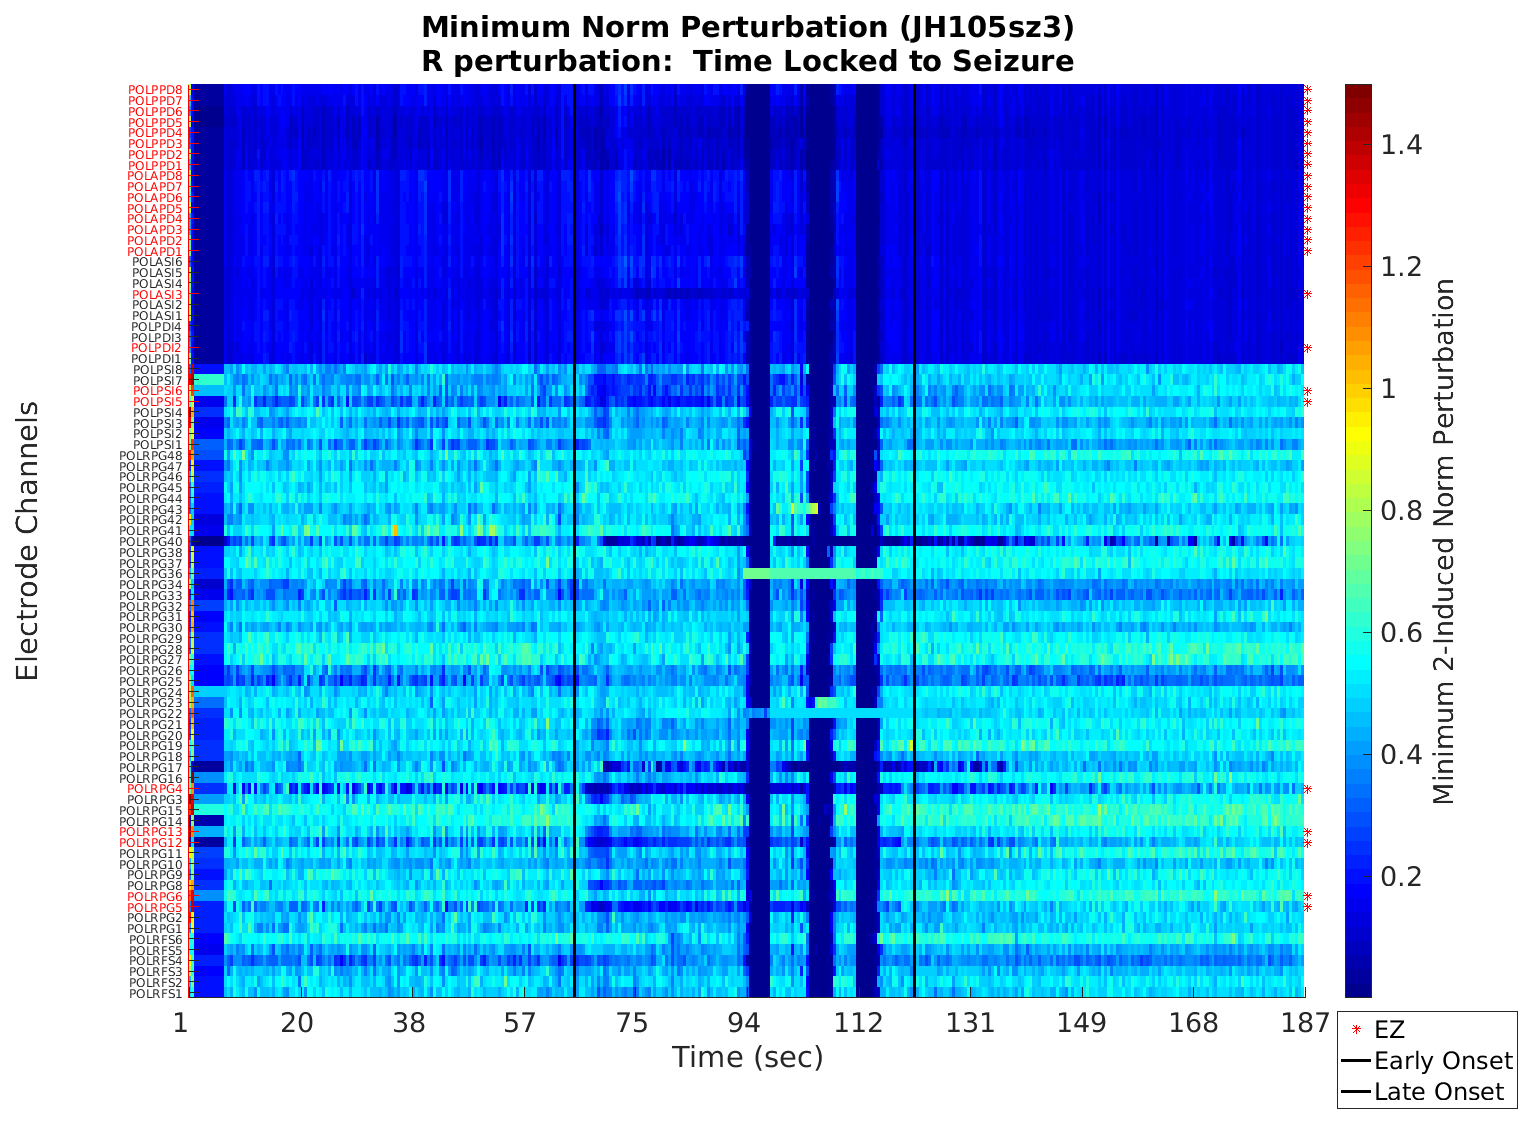 Minimum Norm Perturbation (JH105sz3)
R perturbation:  Time Locked to Seizure
Electrode Channels
POLPPD8
POLPPD7
POLPPD6
POLPPD5
POLPPD4
POLPPD3
POLPPD2
POLPPD1
POLAPD8
POLAPD7
POLAPD6
POLAPD5
POLAPD4
POLAPD3
POLAPD2
POLAPD1
POLASI6
POLASI5
POLASI4
POLASI3
POLASI2
POLASI1
POLPDI4
POLPDI3
POLPDI2
POLPDI1
POLPSI8
POLPSI7
POLPSI6
POLPSI5
POLPSI4
POLPSI3
POLPSI2
POLPSI1
POLRPG48
POLRPG47
POLRPG46
POLRPG45
POLRPG44
POLRPG43
POLRPG42
POLRPG41
POLRPG40
POLRPG38
POLRPG37
POLRPG36
POLRPG34
POLRPG33
POLRPG32
POLRPG31
POLRPG30
POLRPG29
POLRPG28
POLRPG27
POLRPG26
POLRPG25
POLRPG24
POLRPG23
POLRPG22
POLRPG21
POLRPG20
POLRPG19
POLRPG18
POLRPG17
POLRPG16
POLRPG4
POLRPG3
POLRPG15
POLRPG14
POLRPG13
POLRPG12
POLRPG11
POLRPG10
POLRPG9
POLRPG8
POLRPG6
POLRPG5
POLRPG2
POLRPG1
POLRFS6
POLRFS5
POLRFS4
POLRFS3
POLRFS2
POLRFS1
1 20 38 57 75 94 112 131 149 168 187
Time (sec)
1.4
1.2
1
0.8
0.6
0.4
0.2
Minimum 2-Induced Norm Perturbation
EZ
Early Onset
Late Onset